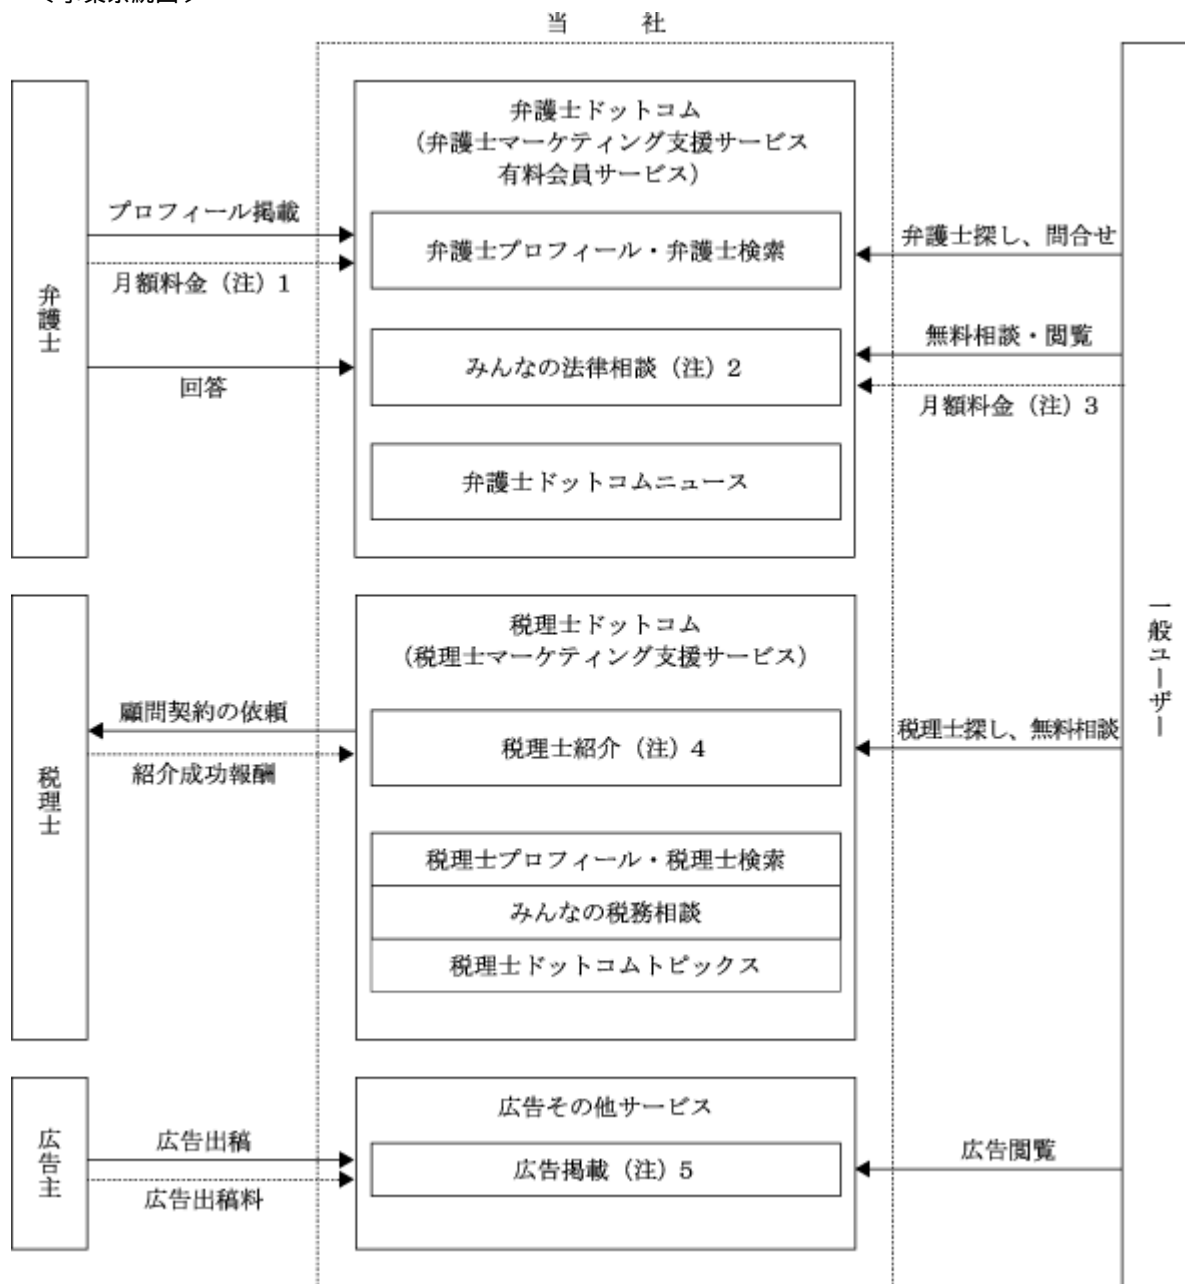 ＜事業系統図＞
当　　社
弁護士ドットコム
（弁護士マーケティング支援サービス
有料会員サービス）
プロフィール掲載
弁護士プロフィール・弁護士検索
弁護士探し、問合せ
月額料金（注）1
弁護士
無料相談・閲覧
みんなの法律相談（注）2
回答
月額料金（注）3
弁護士ドットコムニュース
一般ユーザー
税理士ドットコム
（税理士マーケティング支援サービス）
顧問契約の依頼
税理士紹介（注）4
税理士探し、無料相談
紹介成功報酬
税理士
税理士プロフィール・税理士検索
みんなの税務相談
税理士ドットコムトピックス
広告その他サービス
広告主
広告出稿
広告掲載（注）5
広告閲覧
広告出稿料